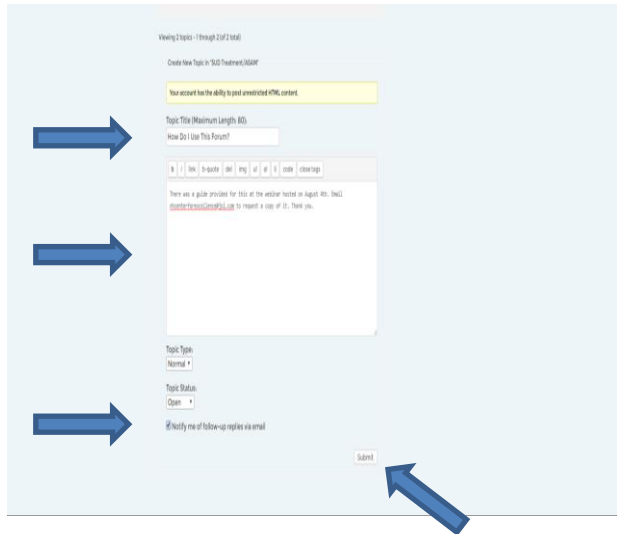 Viewing 2 topics - 1 through 2 (of 2 total)
Create New Topic in "SUD Treatment/ASAM"
Your account has the ability to post unrestricted HTML content.
Topic Title (Maximum Length: 80):
How Do I Use This Forum?
b i link b-quote del img ul ol li code close tags
There was a guide provided for this at the webinar hosted on August 4th. Email
to request a copy of it. Thank you.
Topic Type:
Normal
Topic Status:
Open
Notify me of follow-up replies via email
Submit